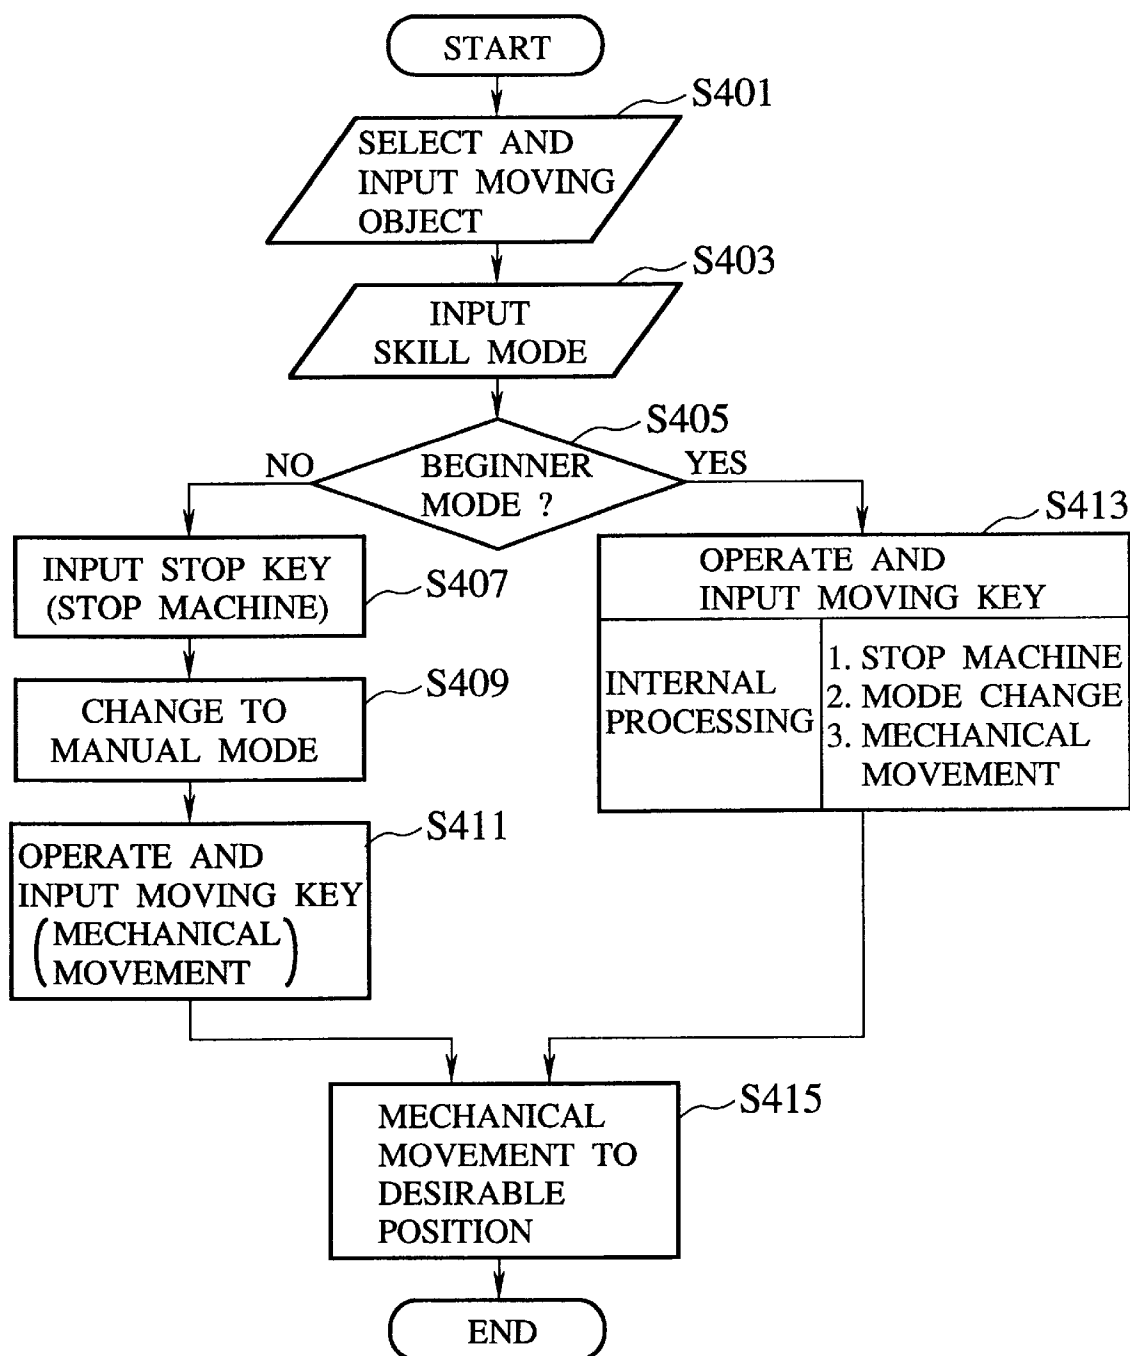 START
S401
SELECT AND
INPUT MOVING
OBJECT
S403
INPUT
SKILL MODE
S405
NO
BEGINNER
MODE ?
YES
INPUT STOP KEY
(STOP MACHINE)
S407
CHANGE TO
MANUAL MODE
S409
OPERATE AND
INPUT MOVING KEY
(MECHANICAL
MOVEMENT)
S411
S413
OPERATE AND
INPUT MOVING KEY
INTERNAL
PROCESSING
1. STOP MACHINE
2. MODE CHANGE
3. MECHANICAL
MOVEMENT
S415
MECHANICAL
MOVEMENT TO
DESIRABLE
POSITION
END